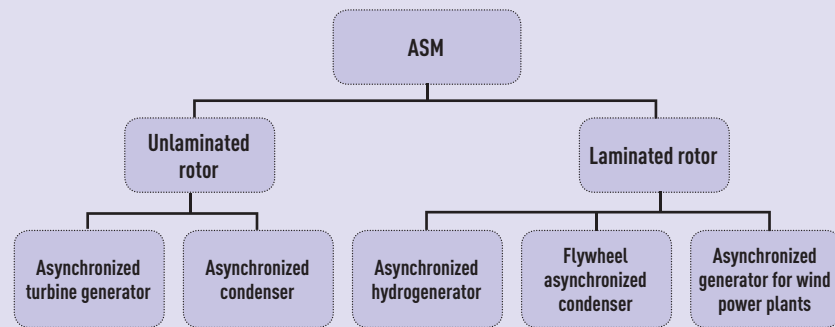 ASM
Unlaminated
rotor
Laminated rotor
Asynchronized
turbine generator
Asynchronized
condenser
Asynchronized
hydrogenerator
Flywheel
asynchronized
condenser
Asynchronized
generator for wind
power plants